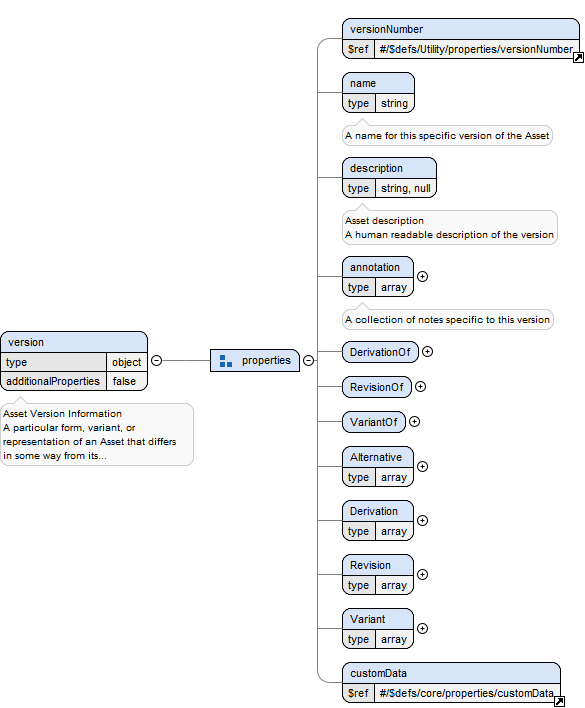 versionNumber
$ref #/$defs/Utility/properties/versionNumber
name
type string
A name for this specific version of the Asset
description
type string, null
Asset description
A human readable description of the version
annotation
type array
A collection of notes specific to this version
version
type object
additionalProperties false
Asset Version Information
A particular form, variant, or
representation of an Asset that differs
in some way from its...
properties
DerivationOf
RevisionOf
VariantOf
Alternative
type array
Derivation
type array
Revision
type array
Variant
type array
customData
$ref #/$defs/core/properties/customData